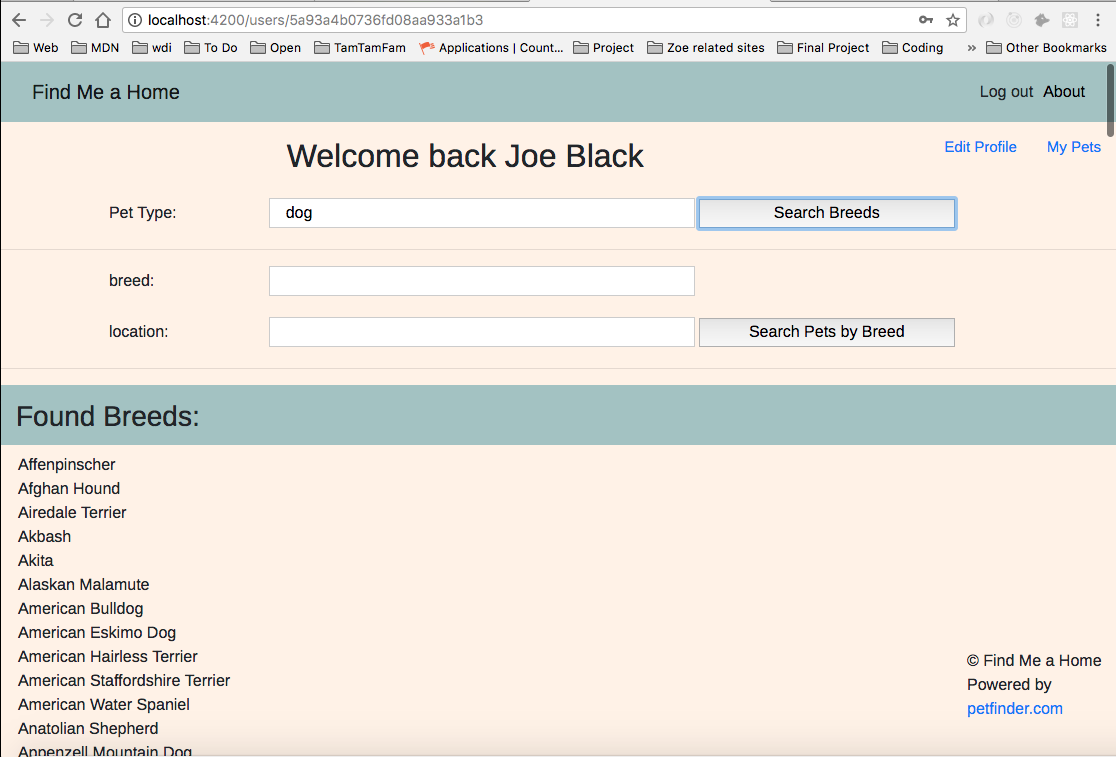 localhost:4200/users/5a93a4b0736fd08aa933a1b3
Web MDN wdi To Do Open TamTamFam Applications | Count... Project Zoe related sites Final Project Coding » Other Bookmarks
Find Me a Home Log out About
Welcome back Joe Black Edit Profile My Pets
Pet Type: dog Search Breeds
breed:
location: Search Pets by Breed
Found Breeds:
Affenpinscher
Afghan Hound
Airedale Terrier
Akbash
Akita
Alaskan Malamute
American Bulldog
American Eskimo Dog
American Hairless Terrier
American Staffordshire Terrier
American Water Spaniel
Anatolian Shepherd
Appenzell Mountain Dog
© Find Me a Home
Powered by
petfinder.com